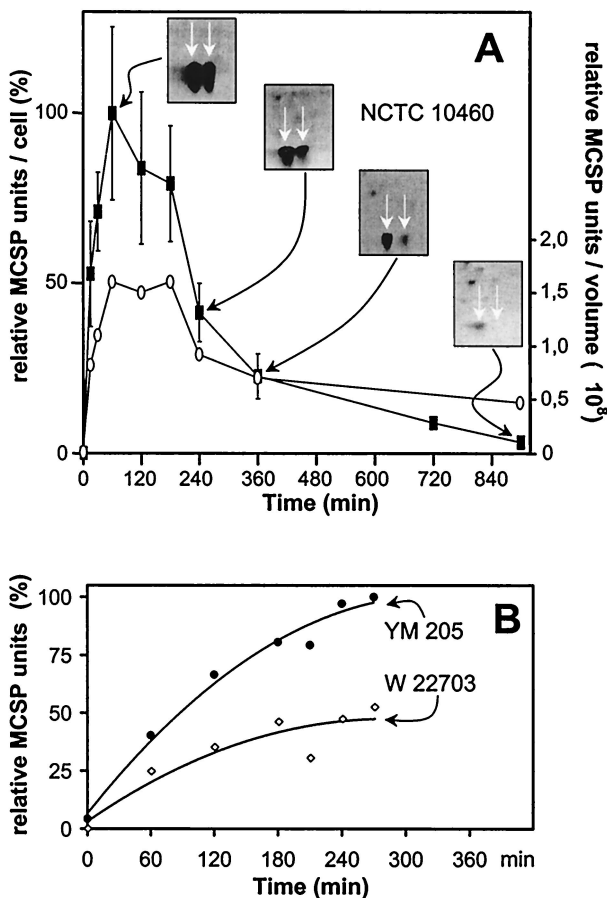 A
NCTC 10460
relative MCSP units / cell (%)
100
50
0
relative MCSP units / volume ( 10⁸)
2,0
1,5
1,0
0,5
0
0 120 240 360 480 600 720 840
Time (min)
B
YM 205
W 22703
relative MCSP units (%)
100
75
50
25
0
0 60 120 180 240 300 360 min
Time (min)